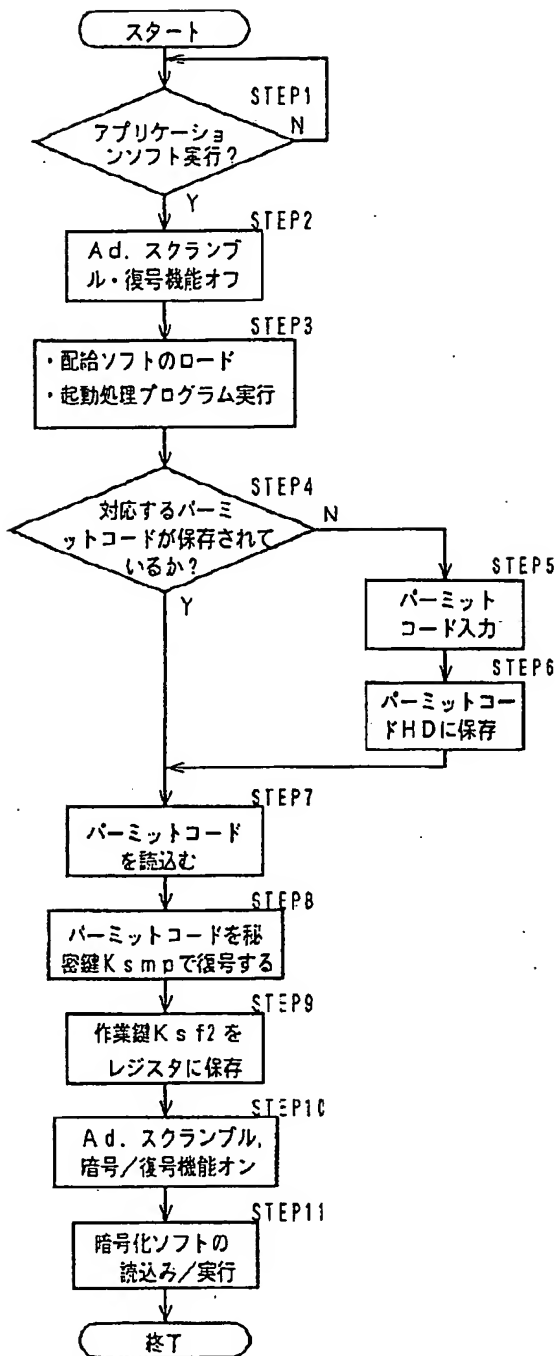 スタート
STEP1
アプリケーショ
ンソフト実行?
N
Y
STEP2
Ad. スクランブ
ル・復号機能オフ
STEP3
・配給ソフトのロード
・起動処理プログラム実行
STEP4
対応するパーミ
ットコードが保存されて
いるか?
N
Y
STEP5
パーミット
コード入力
STEP6
パーミットコー
ドHDに保存
STEP7
パーミットコード
を読込む
STEP8
パーミットコードを秘
密鍵Ksmpで復号する
STEP9
作業鍵Ksf2を
レジスタに保存
STEP10
Ad. スクランブル,
暗号/復号機能オン
STEP11
暗号化ソフトの
読込み/実行
終了